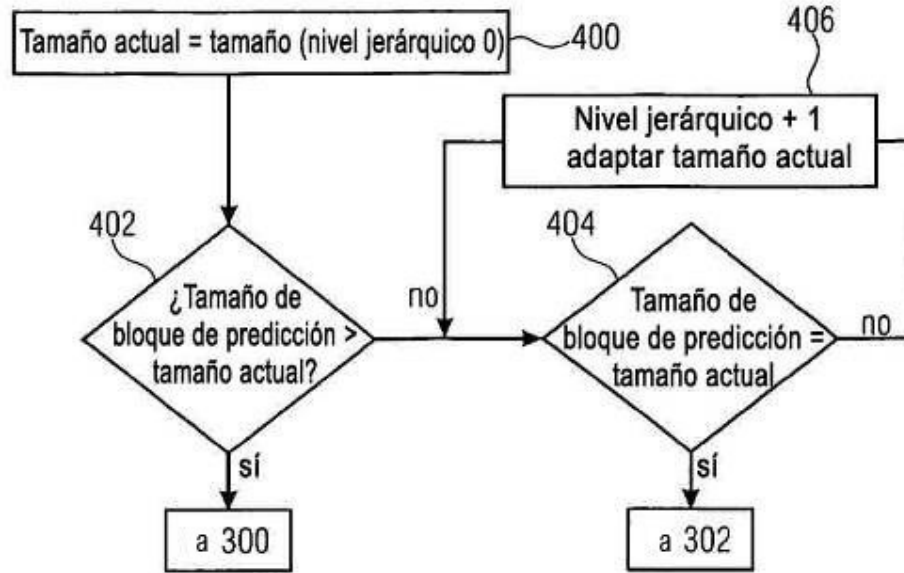 Tamaño actual = tamaño (nivel jerárquico 0)
400
406
Nivel jerárquico + 1
adaptar tamaño actual
402
¿Tamaño de
bloque de predicción >
tamaño actual?
no
404
Tamaño de
bloque de predicción =
tamaño actual
no
sí
a 300
sí
a 302